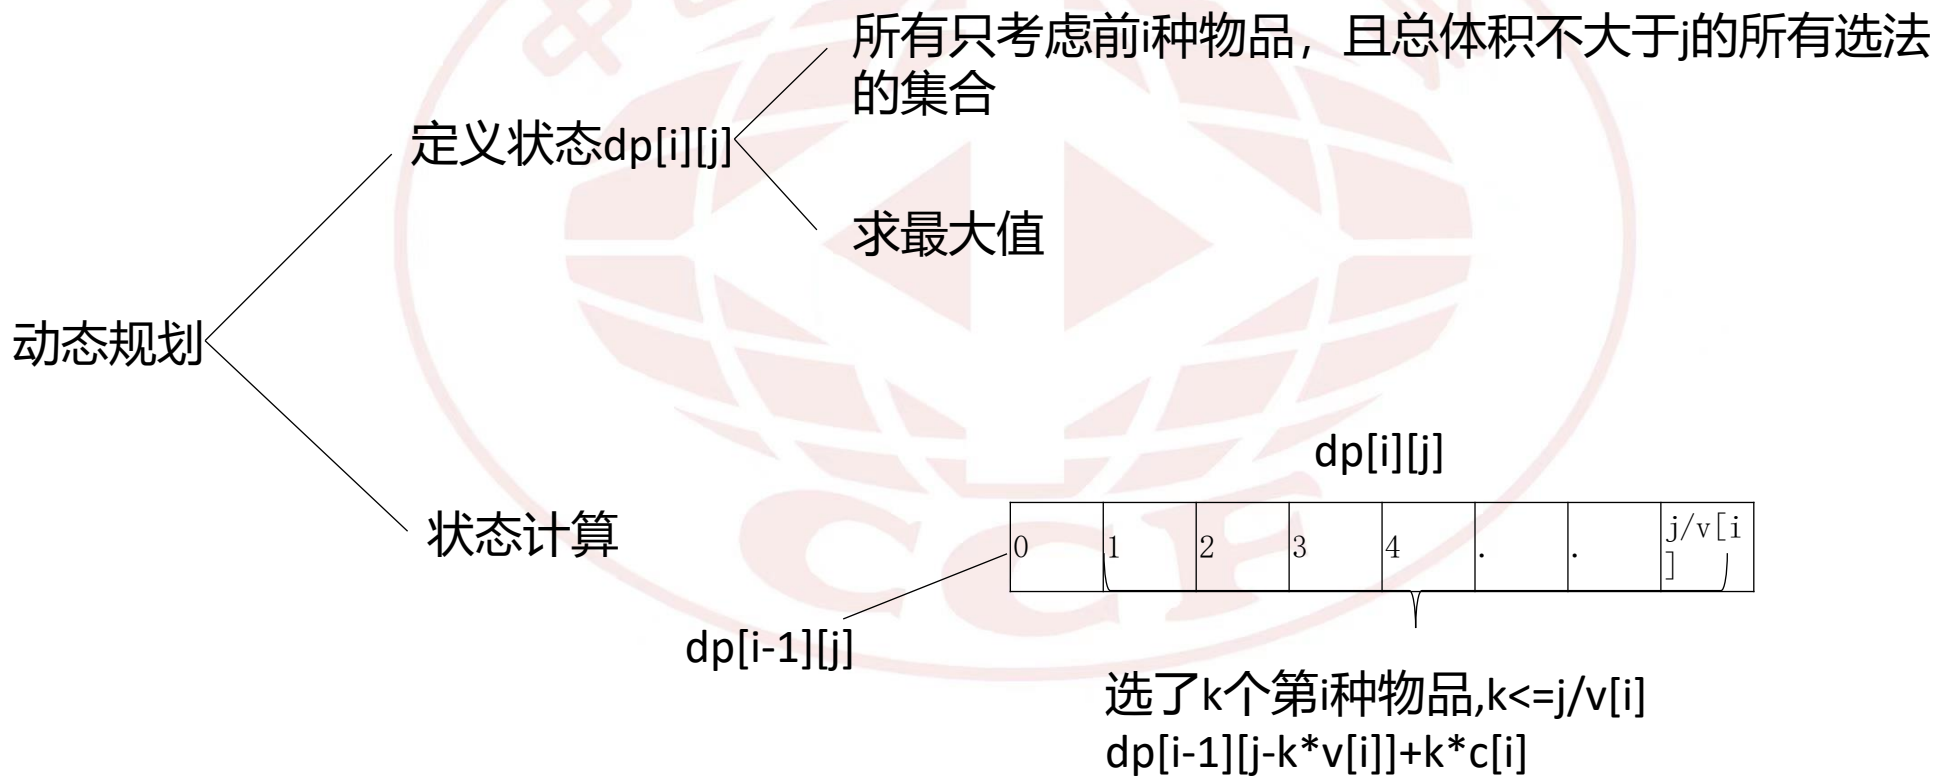 所有只考虑前i种物品，且总体积不大于j的所有选法
的集合
定义状态dp[i][j]
求最大值
动态规划
状态计算
dp[i][j]
0 1 2 3 4 . . j/v[i
]
dp[i-1][j]
选了k个第i种物品,k<=j/v[i]
dp[i-1][j-k*v[i]]+k*c[i]
CCF